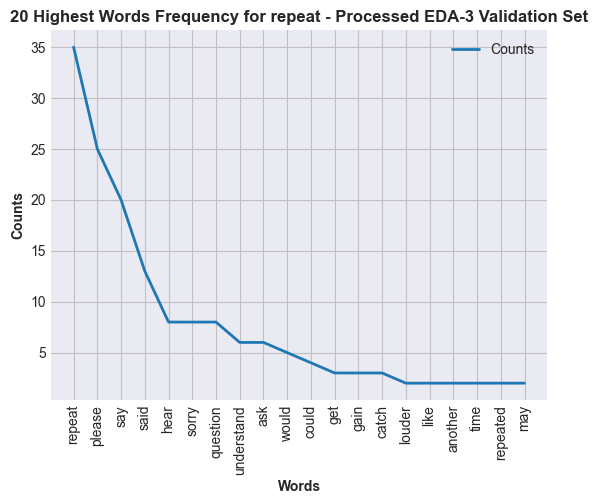 20 Highest Words Frequency for repeat - Processed EDA-3 Validation Set
Counts
35
30
25
20
15
10
5
Counts
repeat
please
say
said
hear
sorry
question
understand
ask
would
could
get
gain
catch
louder
like
another
time
repeated
may
Words